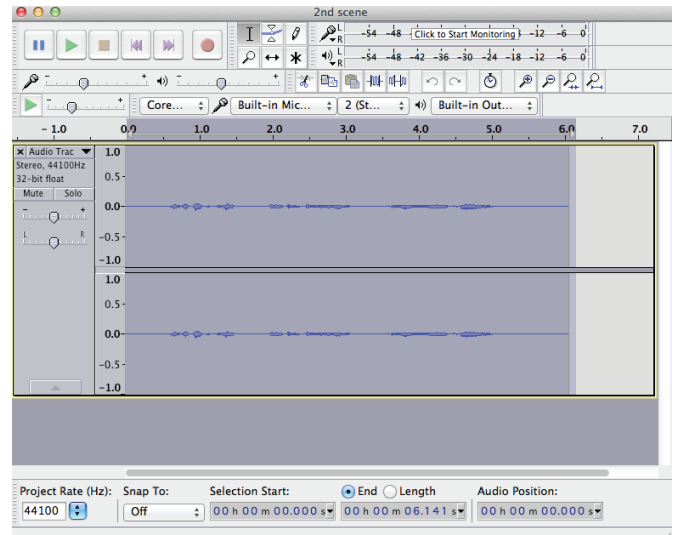 2nd scene
L
R
-54 -48 Click to Start Monitoring -12 -6 0
L
R
-54 -48 -42 -36 -30 -24 -18 -12 -6 0
- + - +
- +
Core... Built-in Mic... 2 (St... Built-in Out...
- 1.0 0.0 1.0 2.0 3.0 4.0 5.0 6.0 7.0
× Audio Trac
Stereo, 44100Hz
32-bit float
Mute Solo
- +
L R
1.0
0.5
0.0
-0.5
-1.0
1.0
0.5
0.0
-0.5
-1.0
Project Rate (Hz): Snap To: Selection Start: End Length Audio Position:
44100 Off 00 h 00 m 00.000 s 00 h 00 m 06.141 s 00 h 00 m 00.000 s